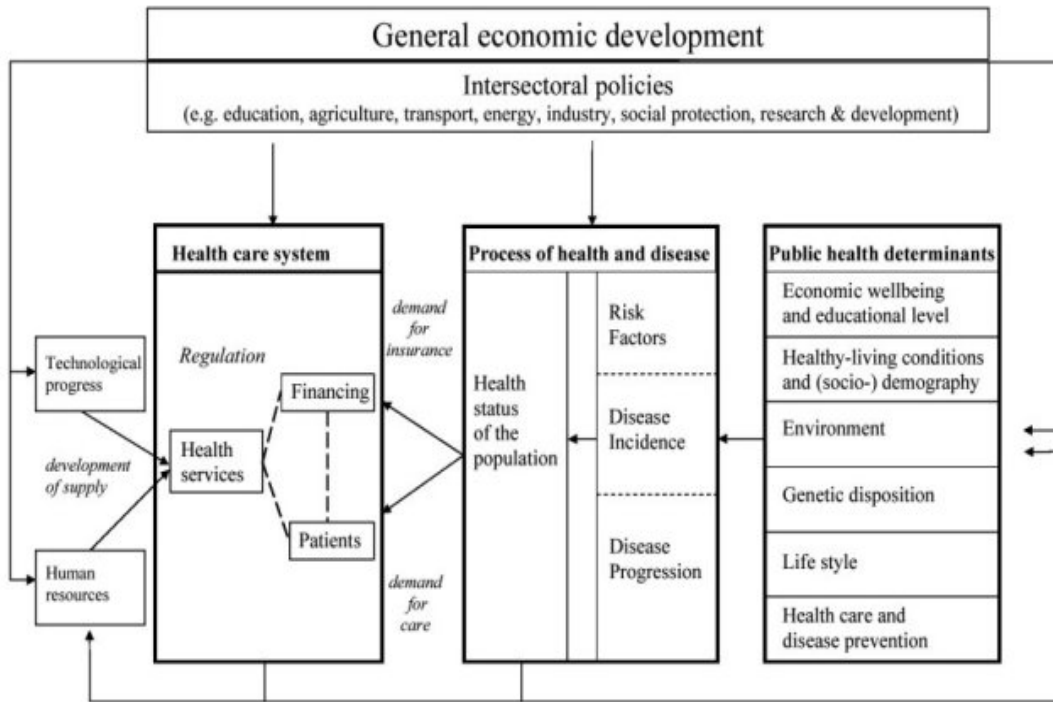 General economic development
Intersectoral policies
(e.g. education, agriculture, transport, energy, industry, social protection, research & development)
Health care system
Regulation
Financing
Health
services
Patients
Technological
progress
development
of supply
Human
resources
demand
for
insurance
demand
for
care
Process of health and disease
Health
status
of the
population
Risk
Factors
Disease
Incidence
Disease
Progression
Public health determinants
Economic wellbeing
and educational level
Healthy-living conditions
and (socio-) demography
Environment
Genetic disposition
Life style
Health care and
disease prevention